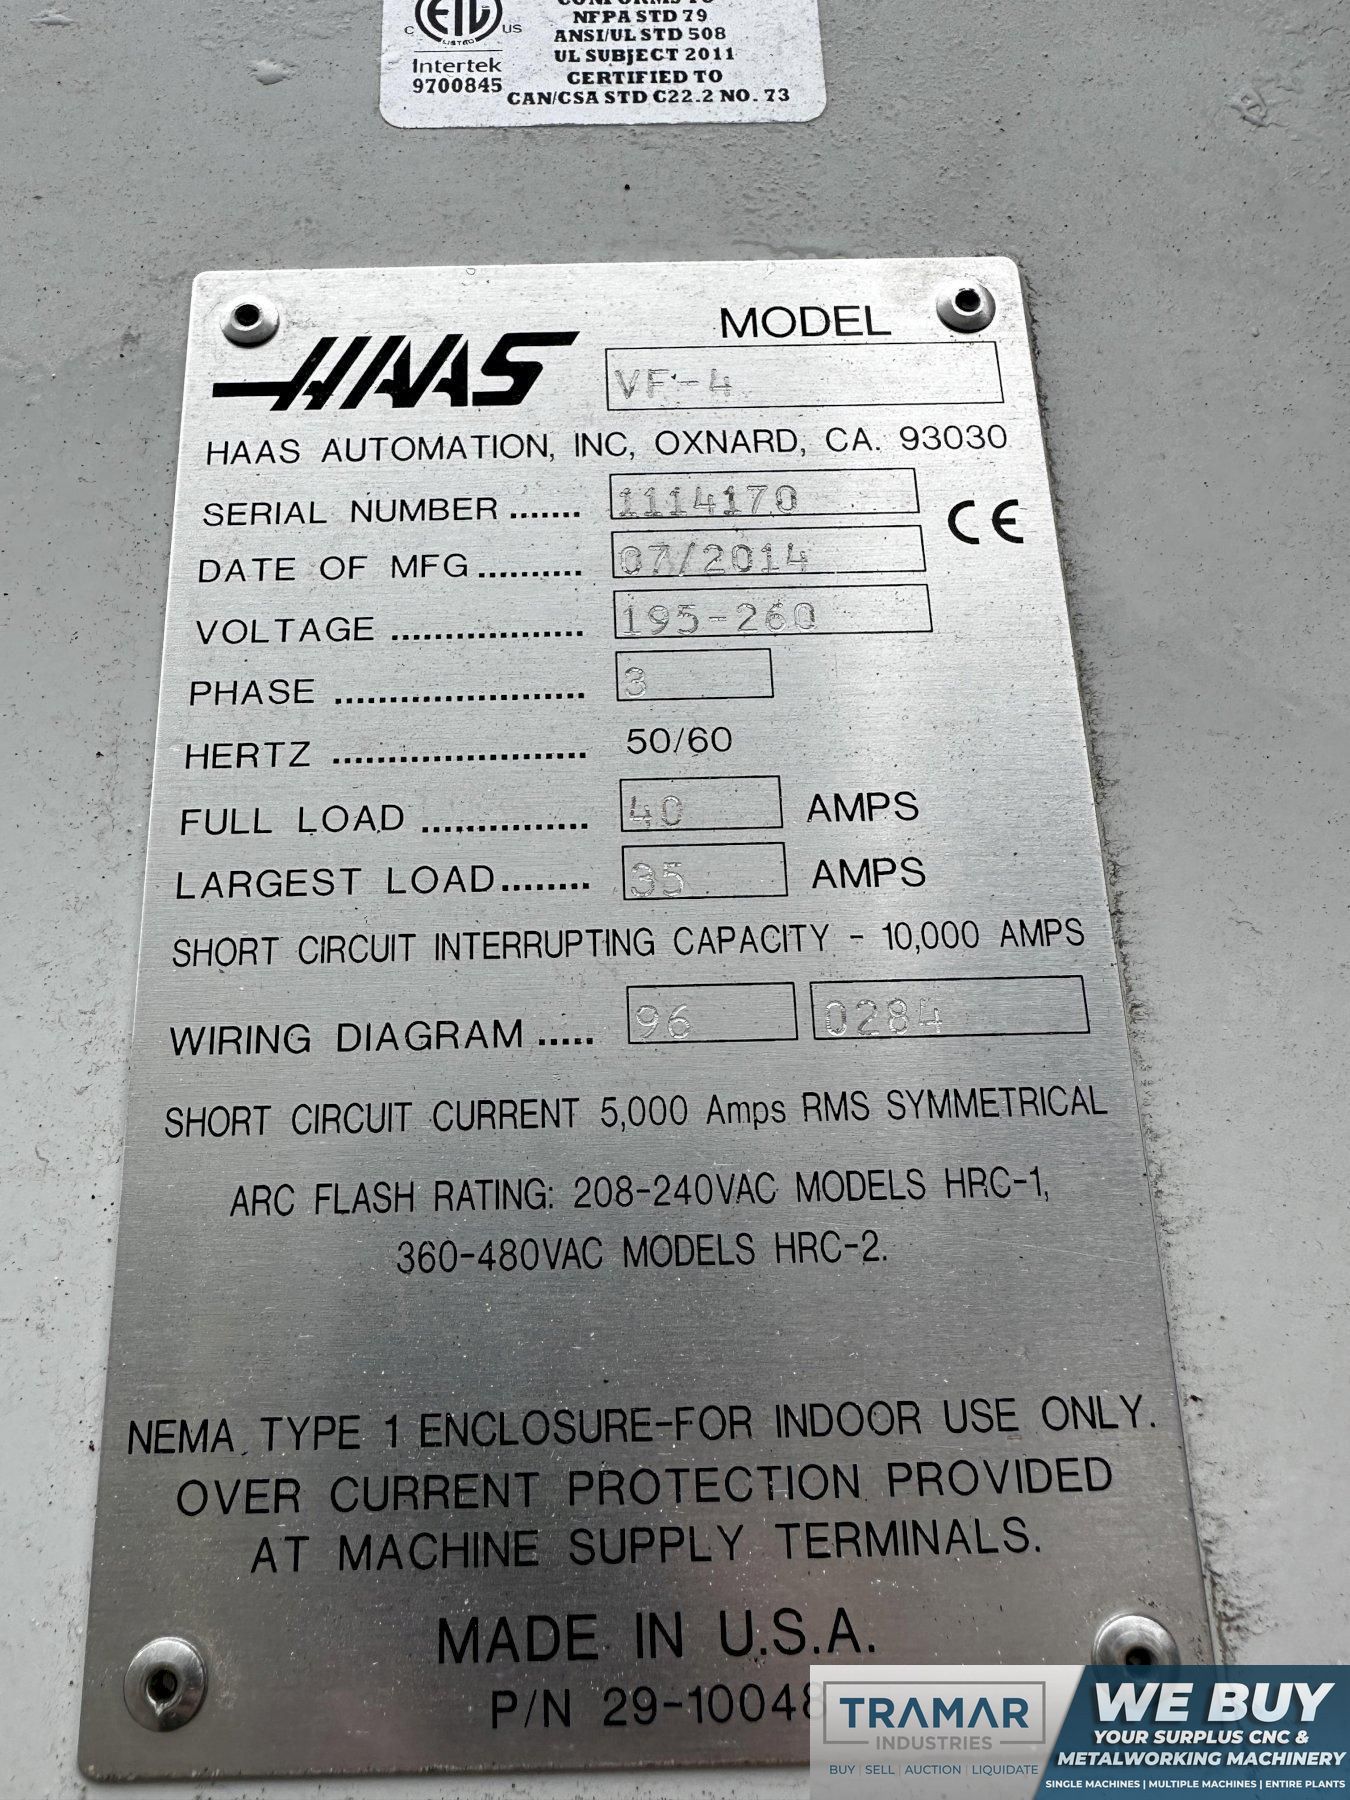 NFPA STD 79
ANSI/UL STD 508
UL SUBJECT 2011
CERTIFIED TO
CAN/CSA STD C22.2 NO. 73
C ETL US
LISTED
Intertek
9700845
MODEL
HAAS VF-4
HAAS AUTOMATION, INC, OXNARD, CA. 93030
SERIAL NUMBER ....... 1114170
CE
DATE OF MFG .......... 07/2014
VOLTAGE .................. 195-260
PHASE ....................... 3
HERTZ ....................... 50/60
FULL LOAD ............... 40 AMPS
LARGEST LOAD ........ 35 AMPS
SHORT CIRCUIT INTERRUPTING CAPACITY - 10,000 AMPS
WIRING DIAGRAM ..... 96 0284
SHORT CIRCUIT CURRENT 5,000 Amps RMS SYMMETRICAL
ARC FLASH RATING: 208-240VAC MODELS HRC-1,
360-480VAC MODELS HRC-2.
NEMA TYPE 1 ENCLOSURE-FOR INDOOR USE ONLY.
OVER CURRENT PROTECTION PROVIDED
AT MACHINE SUPPLY TERMINALS.
MADE IN U.S.A.
P/N 29-10048
TRAMAR
INDUSTRIES
BUY | SELL | AUCTION | LIQUIDATE
WE BUY
YOUR SURPLUS CNC &
METALWORKING MACHINERY
SINGLE MACHINES | MULTIPLE MACHINES | ENTIRE PLANTS